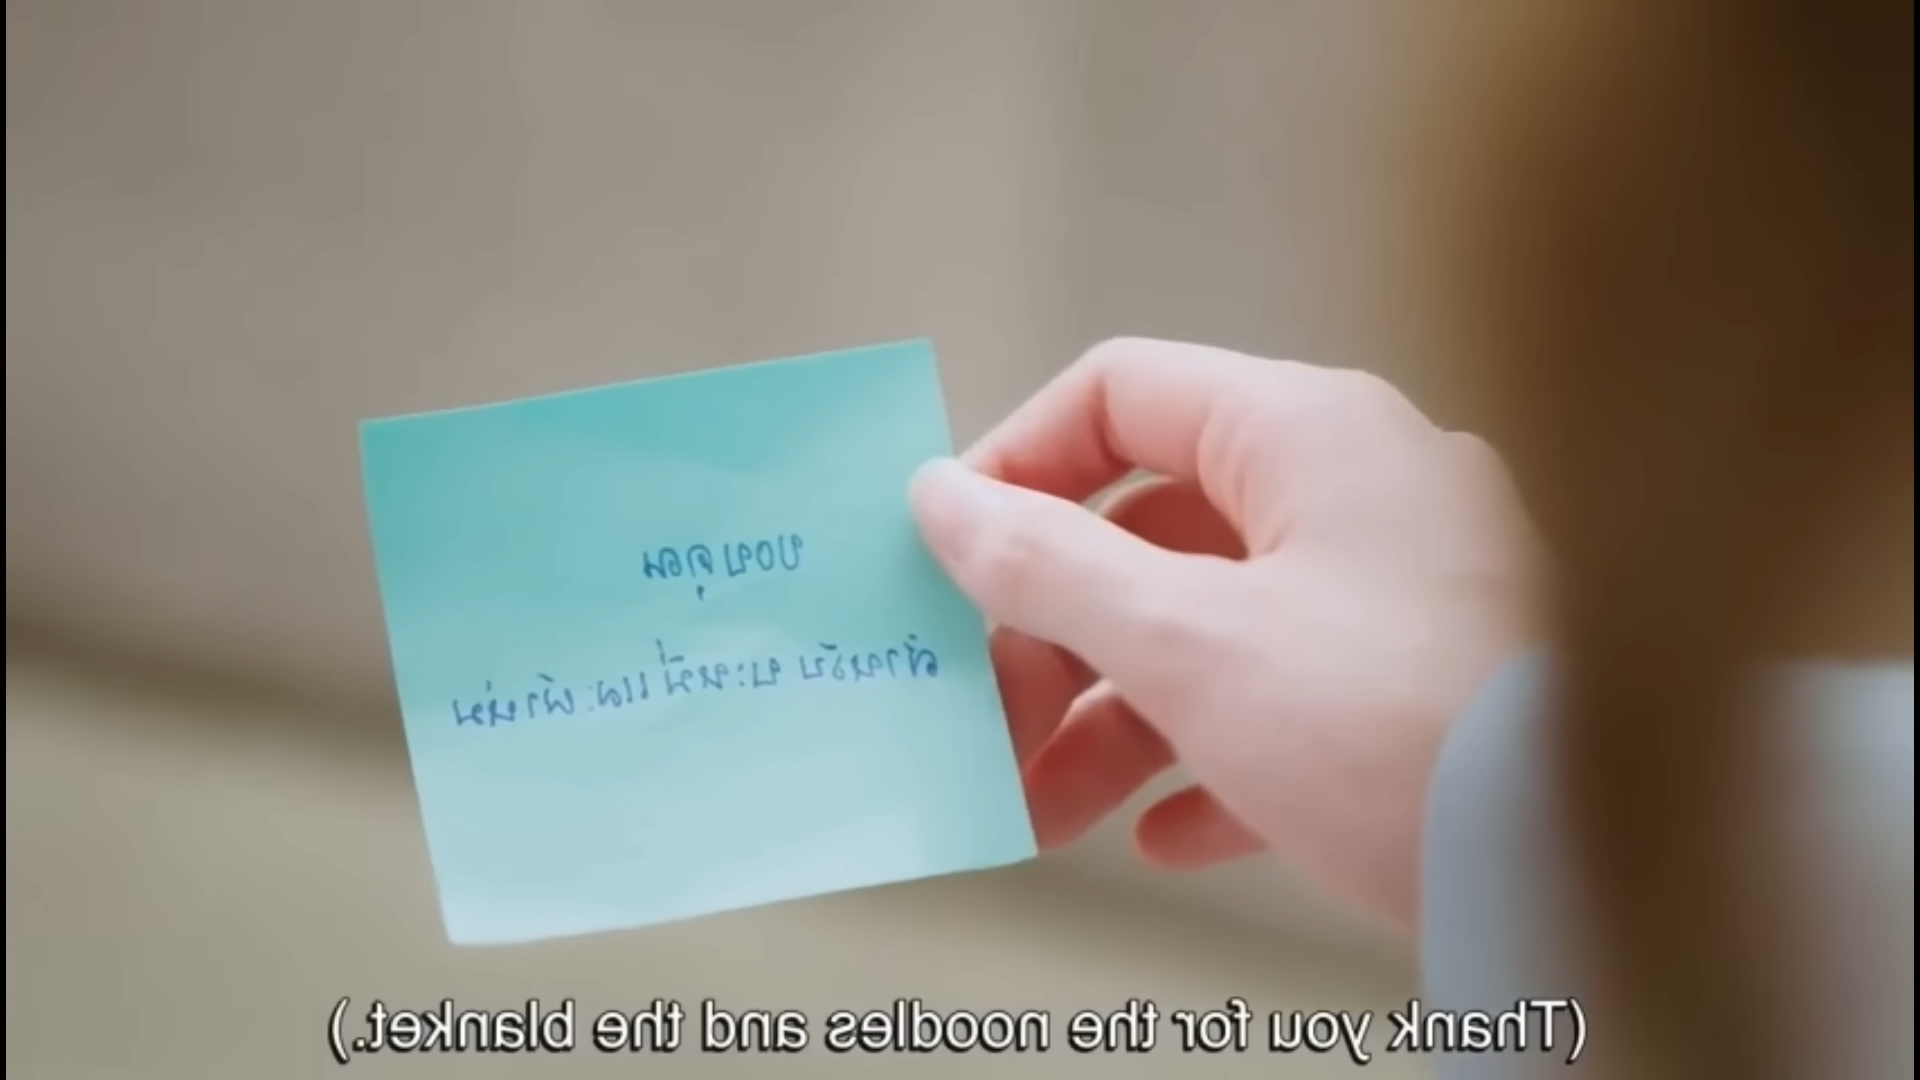 ขอบคุณ
สำหรับ บะหมี่ และ ผ้าห่ม
(Thank you for the noodles and the blanket.)